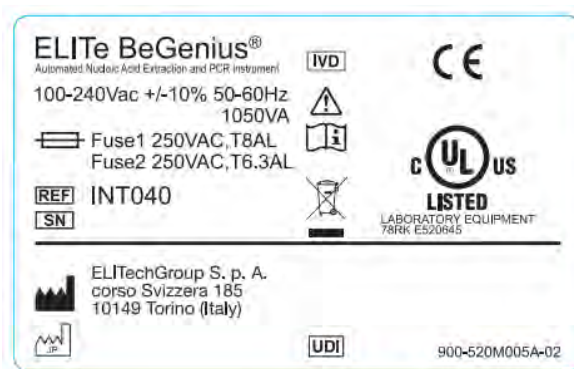 ELITe BeGenius®
Automated Nucleic Acid Extraction and PCR instrument
100-240Vac +/-10% 50-60Hz
1050VA
Fuse1 250VAC,T8AL
Fuse2 250VAC,T6.3AL
REF INT040
SN
IVD
CE
C UL US
LISTED
LABORATORY EQUIPMENT
78RK E520645
ELITechGroup S. p. A.
corso Svizzera 185
10149 Torino (Italy)
JP
UDI
900-520M005A-02